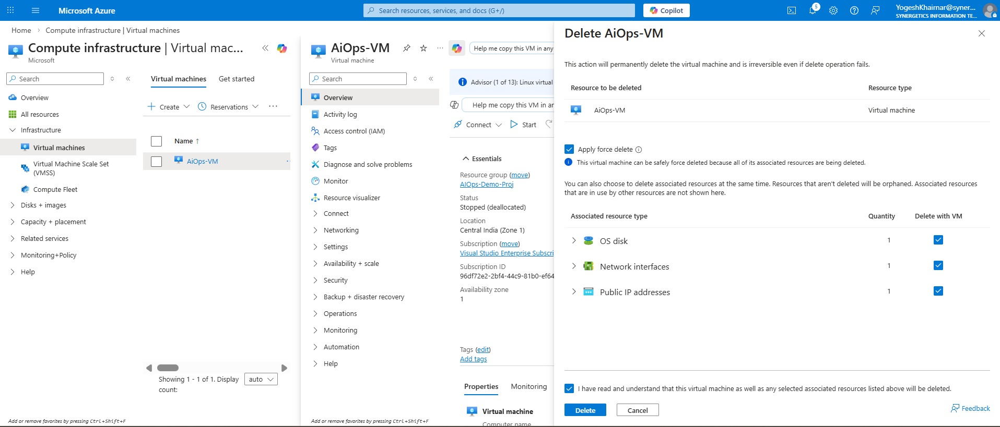 Microsoft Azure
Search resources, services, and docs (G+/)
Copilot
5
YogeshKhairnar@syner...
SYNERGETICS INFORMATION TE...
Home
Compute infrastructure | Virtual machines
Compute infrastructure | Virtual mac...
Microsoft
Search
Overview
All resources
Infrastructure
Virtual machines
Virtual Machine Scale Set
(VMSS)
Compute Fleet
Disks + images
Capacity + placement
Related services
Monitoring+Policy
Help
Add or remove favorites by pressing Ctrl+Shift+F
Virtual machines
Get started
Create
Reservations
Name ↑
AiOps-VM
Showing 1 - 1 of 1. Display
count:
auto
AiOps-VM
Virtual machine
Search
Overview
Activity log
Access control (IAM)
Tags
Diagnose and solve problems
Monitor
Resource visualizer
Connect
Networking
Settings
Availability + scale
Security
Backup + disaster recovery
Operations
Monitoring
Automation
Help
Add or remove favorites by pressing Ctrl+Shift+F
Help me copy this VM in any
Advisor (1 of 13): Linux virtual
Help me copy this VM in an
Connect
Start
Essentials
Resource group (move)
AIOps-Demo-Proj
Status
Stopped (deallocated)
Location
Central India (Zone 1)
Subscription (move)
Visual Studio Enterprise Subscri
Subscription ID
96df72e2-2bf4-44c9-81b0-ef64
Availability zone
1
Tags (edit)
Add tags
Properties
Monitoring
Virtual machine
Computer name
Delete AiOps-VM
This action will permanently delete the virtual machine and is irreversible even if delete operation fails.
Resource to be deleted
Resource type
AiOps-VM
Virtual machine
Apply force delete
This virtual machine can be safely force deleted because all of its associated resources are being deleted.
You can also choose to delete associated resources at the same time. Resources that aren't deleted will be orphaned. Associated resources
that are in use by other resources are not shown here.
Associated resource type
Quantity
Delete with VM
OS disk
1
Network interfaces
1
Public IP addresses
1
I have read and understand that this virtual machine as well as any selected associated resources listed above will be deleted.
Delete
Cancel
Feedback